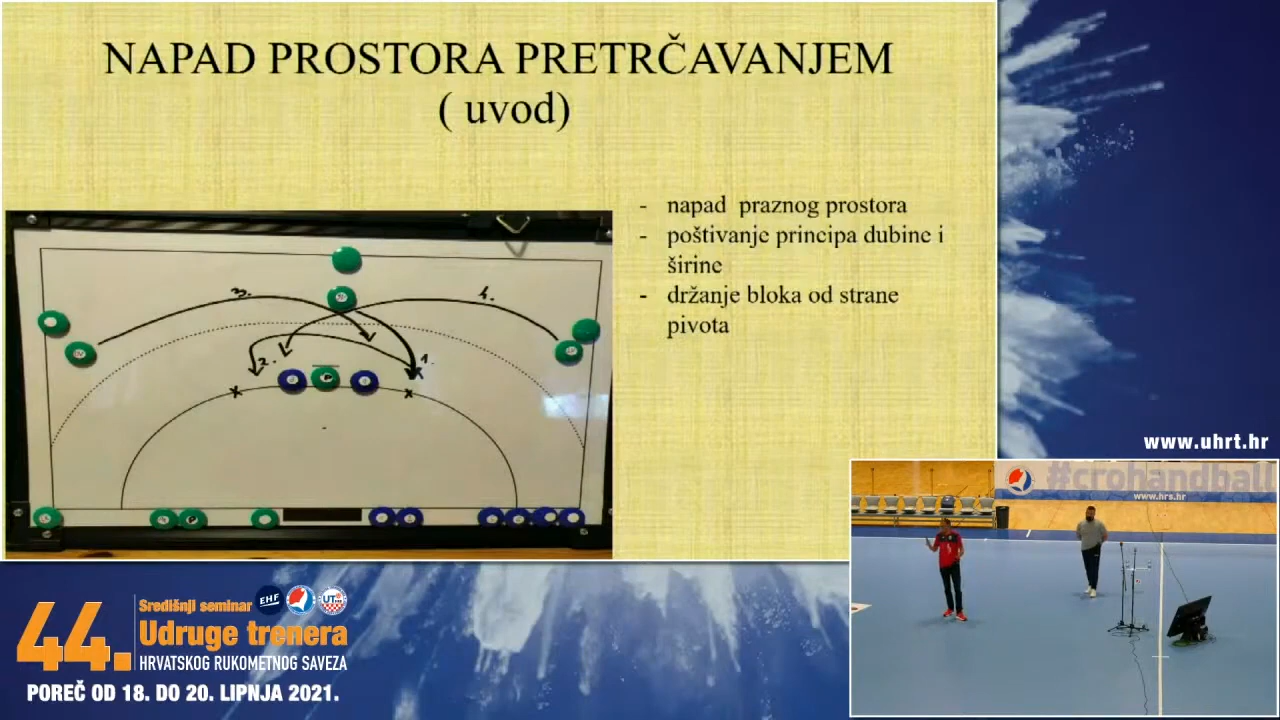 NAPAD PROSTORA PRETRČAVANJEM
( uvod)
- napad praznog prostora
- poštivanje principa dubine i
širine
- držanje bloka od strane
pivota
3.
4.
2.
1.
x
x
P
www.uhrt.hr
#crohandball
www.hrs.hr
44.
Središnji seminar
EHF
Udruge trenera
HRVATSKOG RUKOMETNOG SAVEZA
POREČ OD 18. DO 20. LIPNJA 2021.